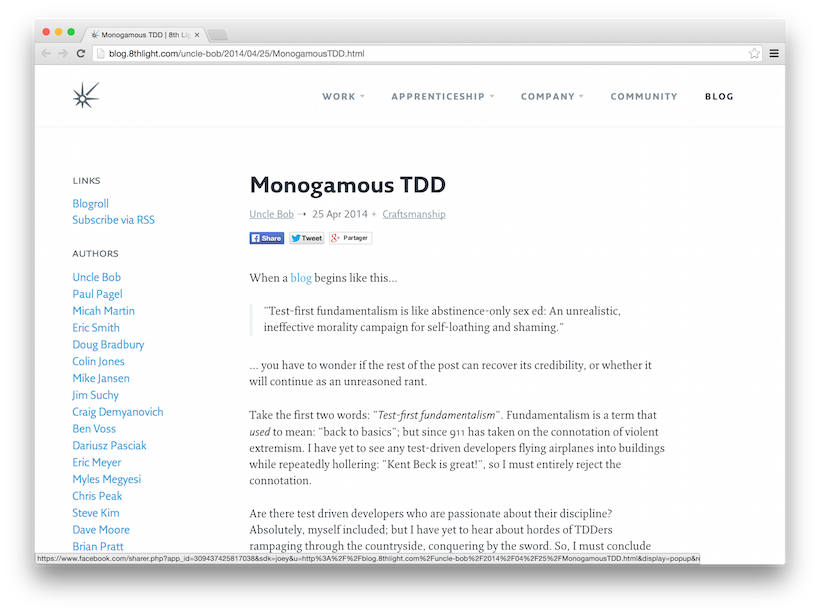 Monogamous TDD | 8th Lig
blog.8thlight.com/uncle-bob/2014/04/25/MonogamousTDD.html
WORK APPRENTICESHIP COMPANY COMMUNITY BLOG
LINKS
Blogroll
Subscribe via RSS
AUTHORS
Uncle Bob
Paul Pagel
Micah Martin
Eric Smith
Doug Bradbury
Colin Jones
Mike Jansen
Jim Suchy
Craig Demyanovich
Ben Voss
Dariusz Pasciak
Eric Meyer
Myles Megyesi
Chris Peak
Steve Kim
Dave Moore
Brian Pratt
Monogamous TDD
Uncle Bob → 25 Apr 2014 + Craftsmanship
Share Tweet Partager
When a blog begins like this...
"Test-first fundamentalism is like abstinence-only sex ed: An unrealistic,
ineffective morality campaign for self-loathing and shaming."
... you have to wonder if the rest of the post can recover its credibility, or whether it
will continue as an unreasoned rant.
Take the first two words: "Test-first fundamentalism". Fundamentalism is a term that
used to mean: "back to basics"; but since 911 has taken on the connotation of violent
extremism. I have yet to see any test-driven developers flying airplanes into buildings
while repeatedly hollering: "Kent Beck is great!", so I must entirely reject the
connotation.
Are there test driven developers who are passionate about their discipline?
Absolutely, myself included; but I have yet to hear about hordes of TDDers
rampaging through the countryside, conquering by the sword. So, I must conclude
https://www.facebook.com/sharer.php?app_id=309437425817038&sdk=joey&u=http%3A%2F%2Fblog.8thlight.com%2Funcle-bob%2F2014%2F04%2F25%2FMonogamousTDD.html&display=popup&re